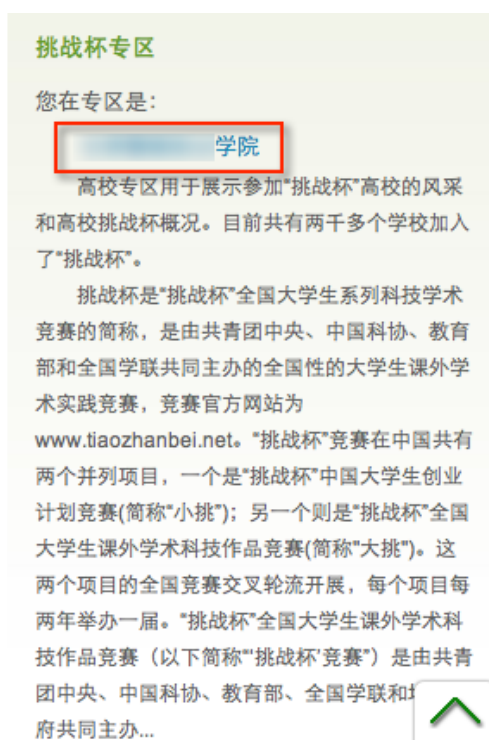 挑战杯专区
您在专区是：
学院
高校专区用于展示参加“挑战杯”高校的风采
和高校挑战杯概况。目前共有两千多个学校加入
了“挑战杯”。
挑战杯是“挑战杯”全国大学生系列科技学术
竞赛的简称，是由共青团中央、中国科协、教育
部和全国学联共同主办的全国性的大学生课外学
术实践竞赛，竞赛官方网站为
www.tiaozhanbei.net。“挑战杯”竞赛在中国共有
两个并列项目，一个是“挑战杯”中国大学生创业
计划竞赛(简称“小挑”)；另一个则是“挑战杯”全国
大学生课外学术科技作品竞赛(简称"大挑")。这
两个项目的全国竞赛交叉轮流开展，每个项目每
两年举办一届。“挑战杯”全国大学生课外学术科
技作品竞赛（以下简称“'挑战杯'竞赛”）是由共青
团中央、中国科协、教育部、全国学联和
府共同主办...